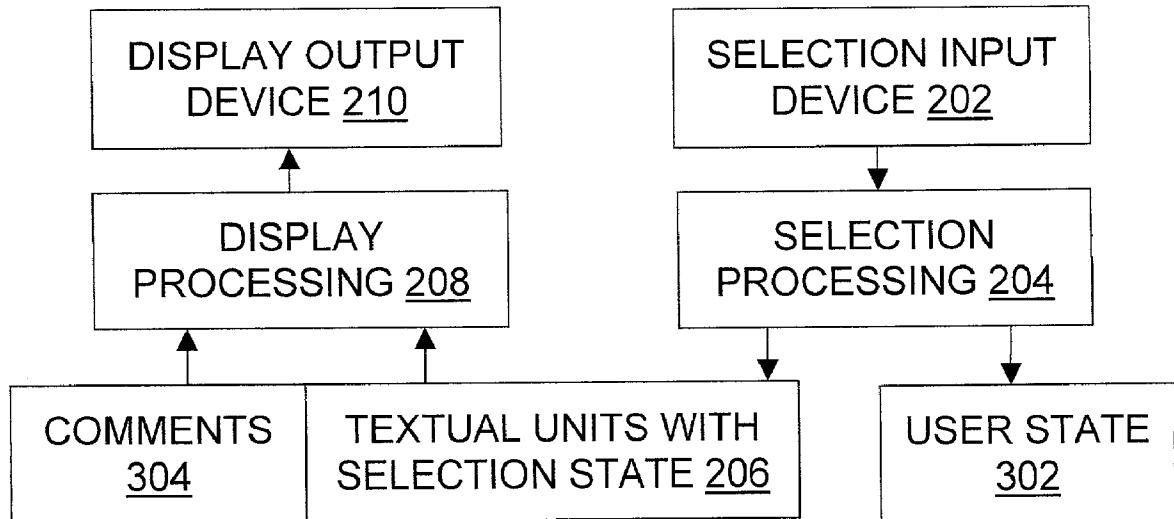 DISPLAY OUTPUT
DEVICE 210
SELECTION INPUT
DEVICE 202
DISPLAY
PROCESSING 208
SELECTION
PROCESSING 204
COMMENTS
304
TEXTUAL UNITS WITH
SELECTION STATE 206
USER STATE
302